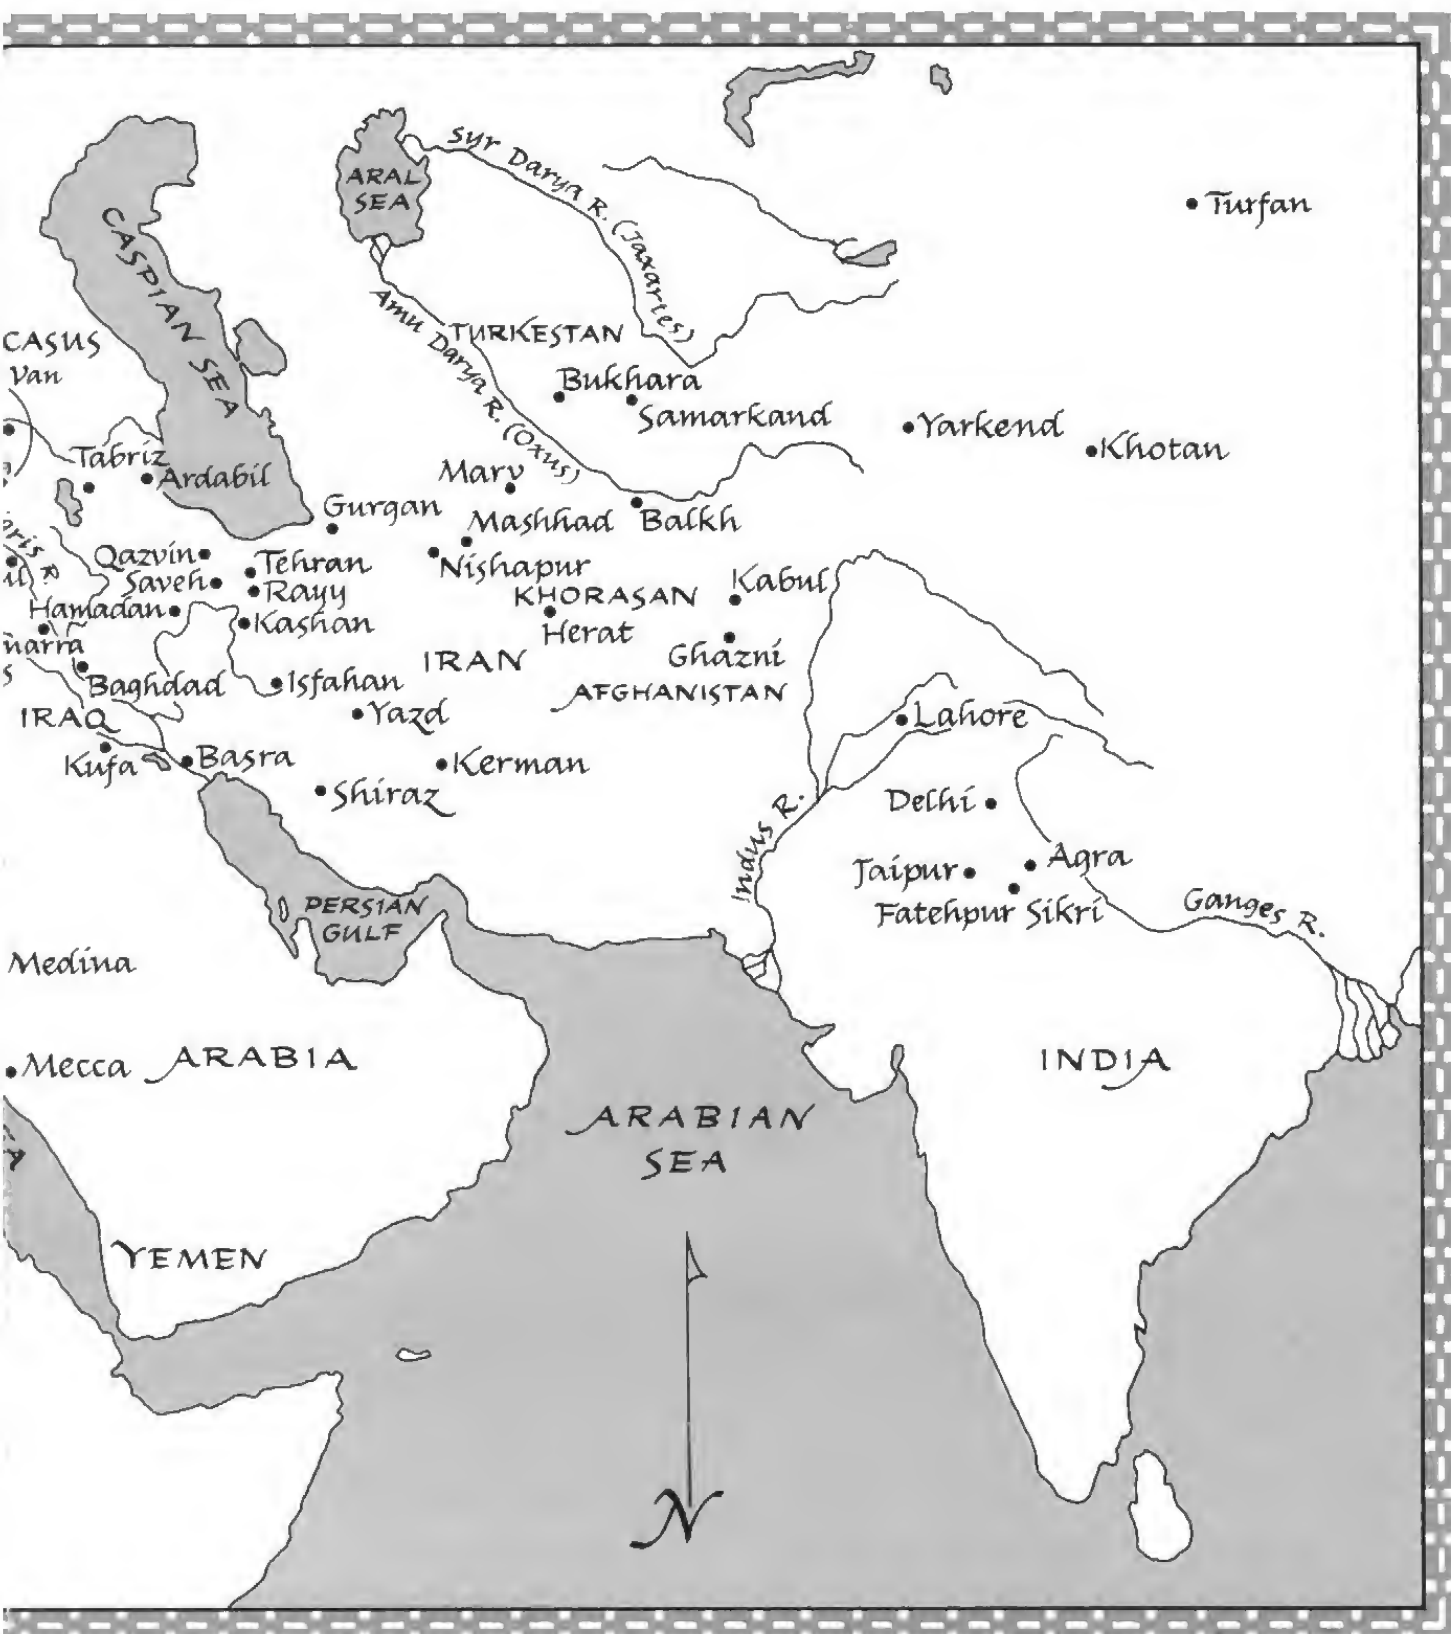 Syr Darya R. (Jaxartes)
ARAL
SEA
Turfan
CASPIAN SEA
Amu Darya R. (Oxus)
TURKESTAN
CASUS
Van
Bukhara
Samarkand
Yarkend
Khotan
Tabriz
Ardabil
Marv
Gurgan
Mashhad
Balkh
aris R.
Qazvin
Tehran
Nishapur
Saveh
Rayy
Kabul
Hamadan
KHORASAN
Kashan
Herat
marra
IRAN
Ghazni
Baghdad
Isfahan
AFGHANISTAN
IRAQ
Yazd
Lahore
Kufa
Basra
Kerman
Shiraz
Indus R.
Delhi
Jaipur
Agra
PERSIAN
GULF
Fatehpur Sikri
Ganges R.
Medina
Mecca
ARABIA
INDIA
ARABIAN
SEA
YEMEN
N